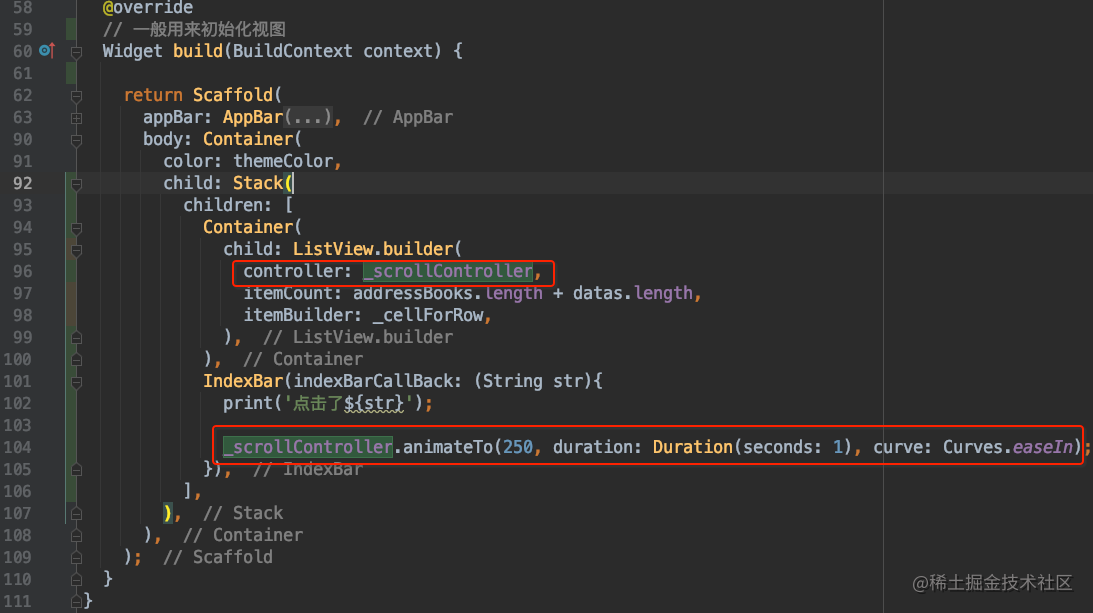 58 @override
59 // 一般用来初始化视图
60 Widget build(BuildContext context) {
61
62 return Scaffold(
63 appBar: AppBar(...), // AppBar
90 body: Container(
91 color: themeColor,
92 child: Stack(
93 children: [
94 Container(
95 child: ListView.builder(
96 controller: _scrollController,
97 itemCount: addressBooks.length + datas.length,
98 itemBuilder: _cellForRow,
99 ), // ListView.builder
100 ), // Container
101 IndexBar(indexBarCallBack: (String str){
102 print('点击了${str}');
103
104 _scrollController.animateTo(250, duration: Duration(seconds: 1), curve: Curves.easeIn);
105 }), // IndexBar
106 ],
107 ), // Stack
108 ), // Container
109 ); // Scaffold
110 }
111 }
@稀土掘金技术社区